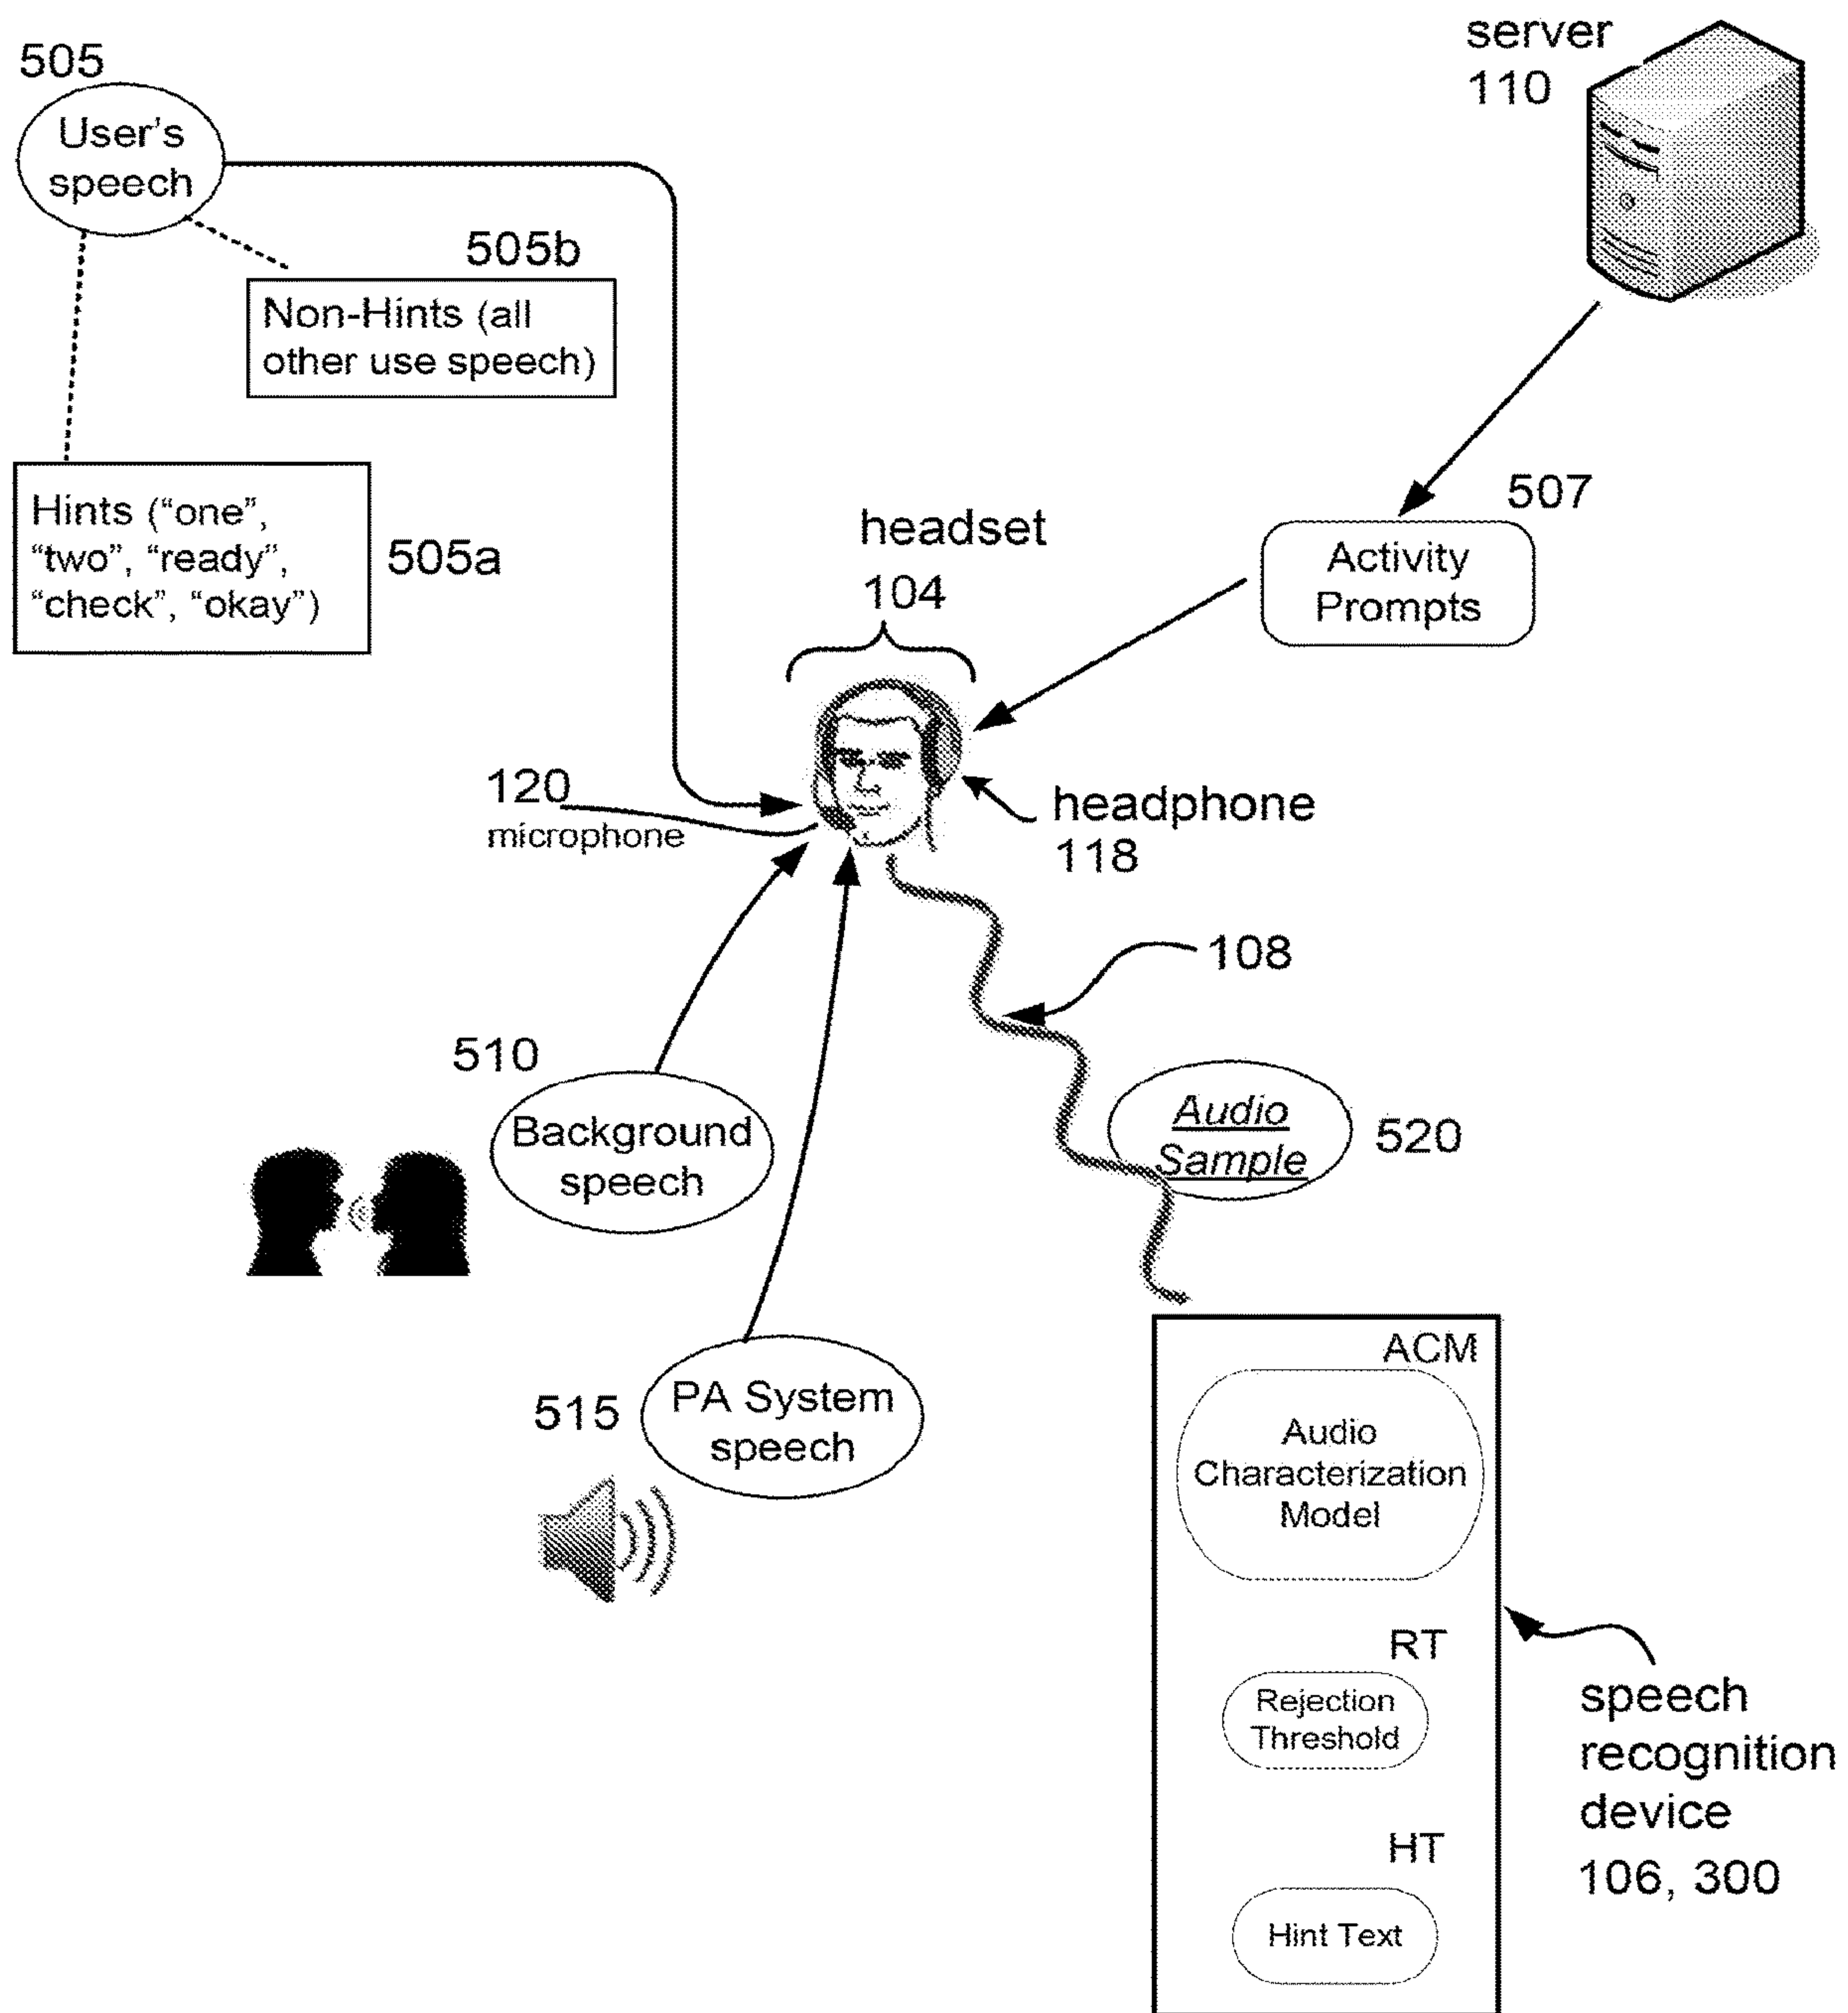 server
110
505
User's
speech
505b
Non-Hints (all
other use speech)
Hints (“one”,
“two”, “ready”,
“check”, “okay”)
505a
507
Activity
Prompts
headset
104
120
microphone
headphone
118
108
510
Background
speech
Audio
Sample
520
515
PA System
speech
ACM
Audio
Characterization
Model
RT
Rejection
Threshold
HT
Hint Text
speech
recognition
device
106, 300